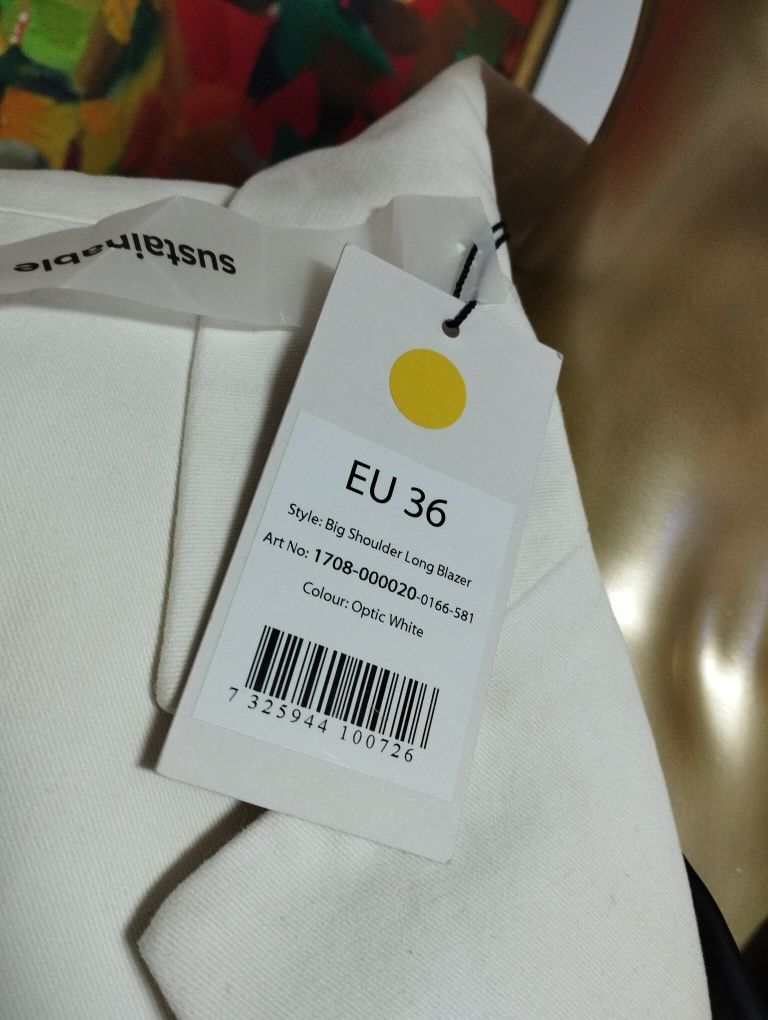 sustainable
EU 36
Style: Big Shoulder Long Blazer
Art No: 1708-000020-0166-581
Colour: Optic White
7 325944 100726